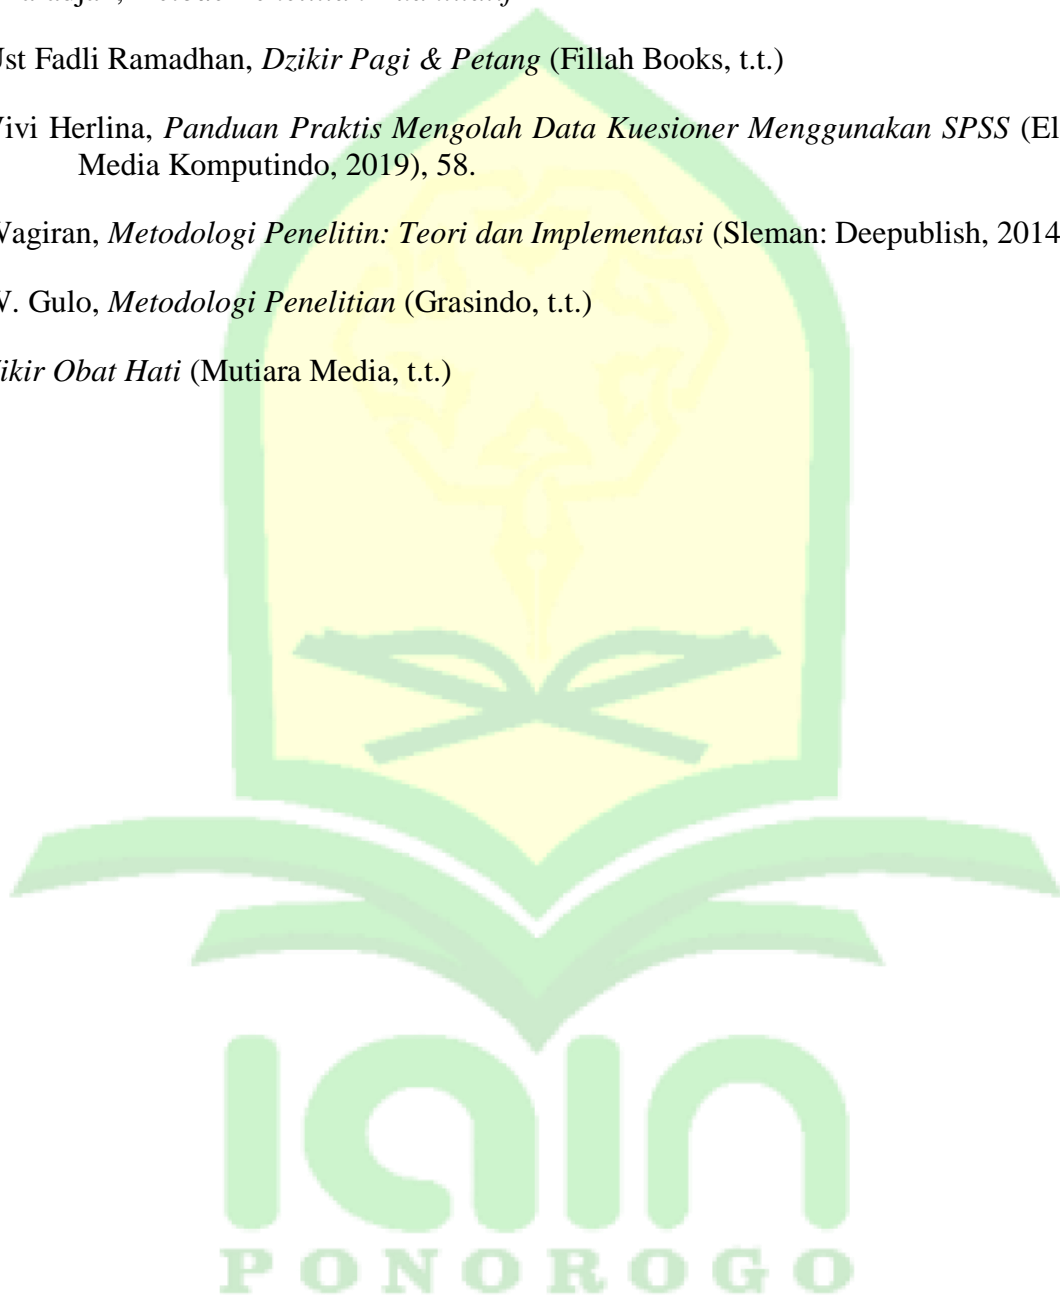 Ust Fadli Ramadhan, Dzikir Pagi & Petang (Fillah Books, t.t.)
Vivi Herlina, Panduan Praktis Mengolah Data Kuesioner Menggunakan SPSS (El
Media Komputindo, 2019), 58.
Wagiran, Metodologi Penelitin: Teori dan Implementasi (Sleman: Deepublish, 2014
W. Gulo, Metodologi Penelitian (Grasindo, t.t.)
ikir Obat Hati (Mutiara Media, t.t.)
IAIN
PONOROGO